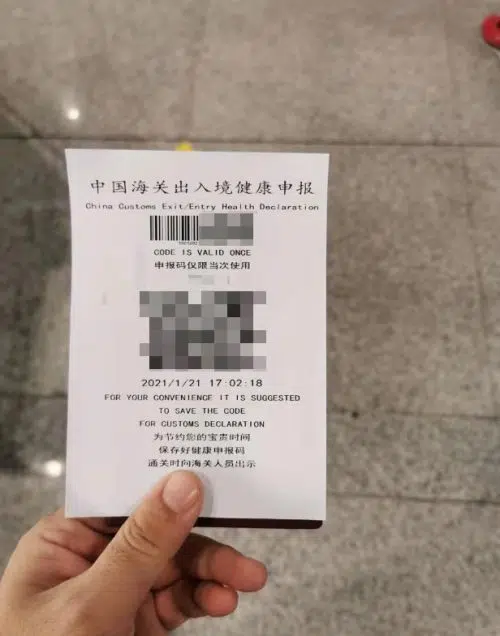 中国海关出入境健康申报
China Customs Exit/Entry Health Declaration
CODE IS VALID ONCE
申报码仅限当次使用
2021/1/21 17:02:18
FOR YOUR CONVENIENCE IT IS SUGGESTED
TO SAVE THE CODE
FOR CUSTOMS DECLARATION
为节约您的宝贵时间
保存好健康申报码
通关时向海关人员出示